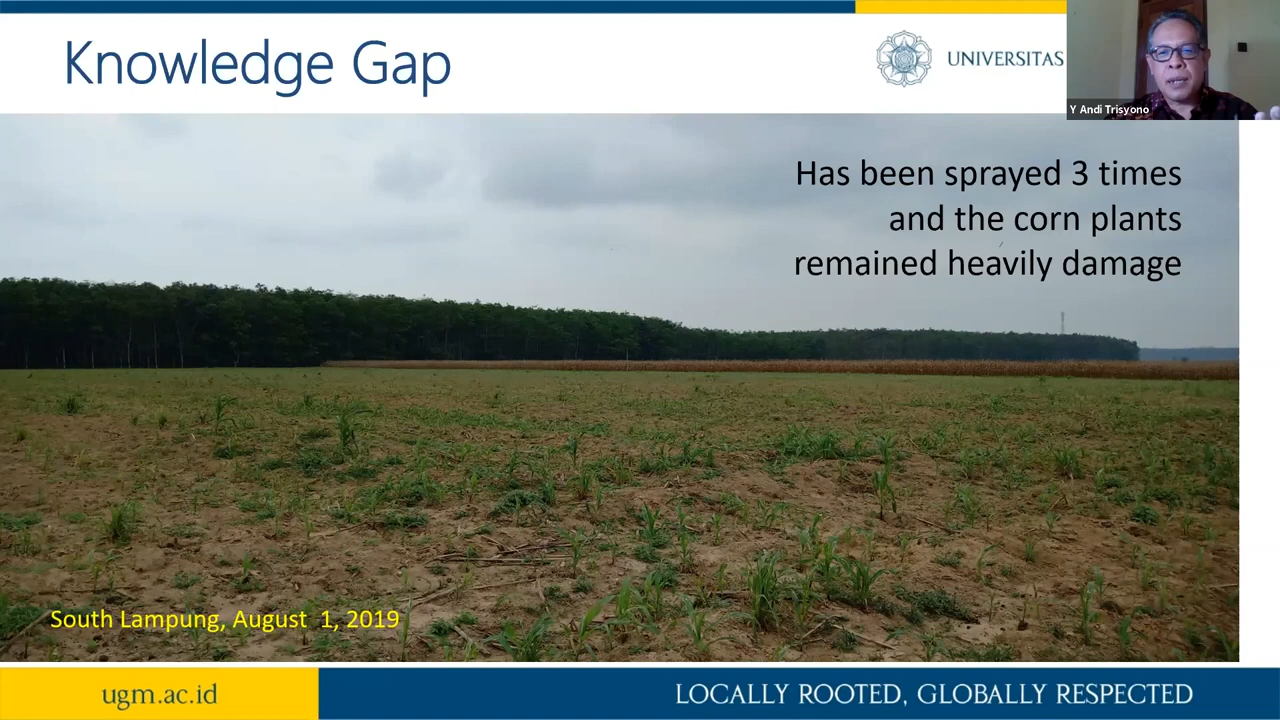 Knowledge Gap
UNIVERSITAS
Y Andi Trisyono
Has been sprayed 3 times
and the corn plants
remained heavily damage
South Lampung, August 1, 2019
ugm.ac.id
LOCALLY ROOTED, GLOBALLY RESPECTED